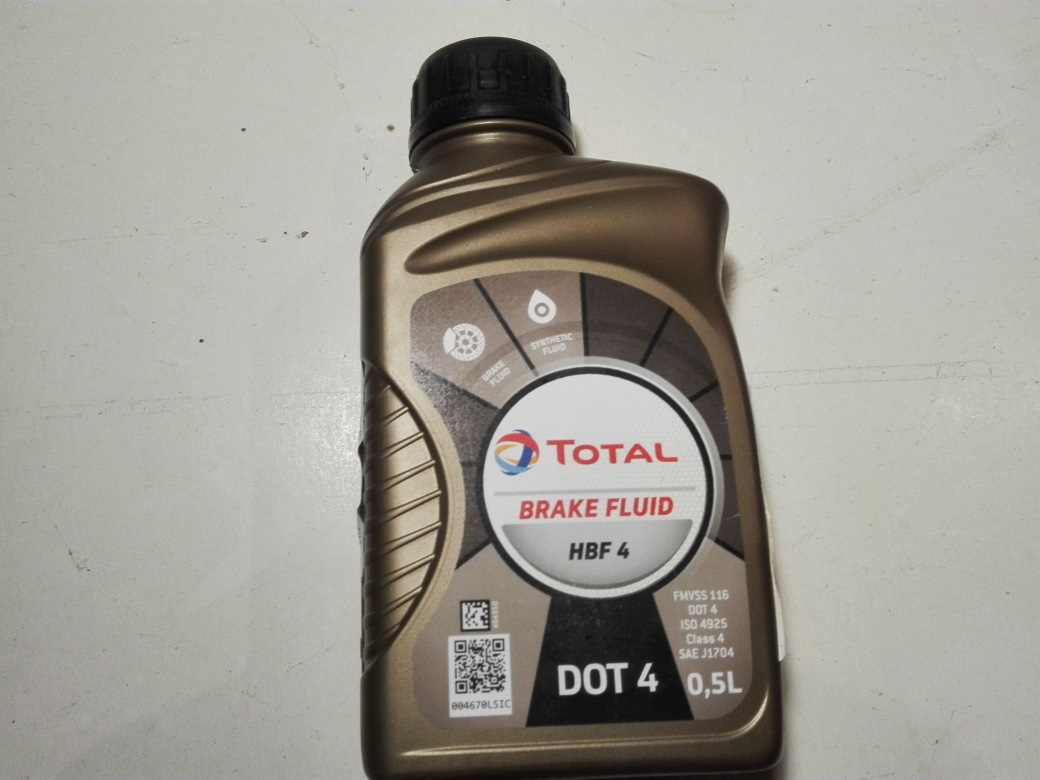 BRAKE
FLUID
SYNTHETIC
FLUID
TOTAL
BRAKE FLUID
HBF 4
FMVSS 116
DOT 4
ISO 4925
Class 4
SAE J1704
DOT 4
0,5L
004670L5IC